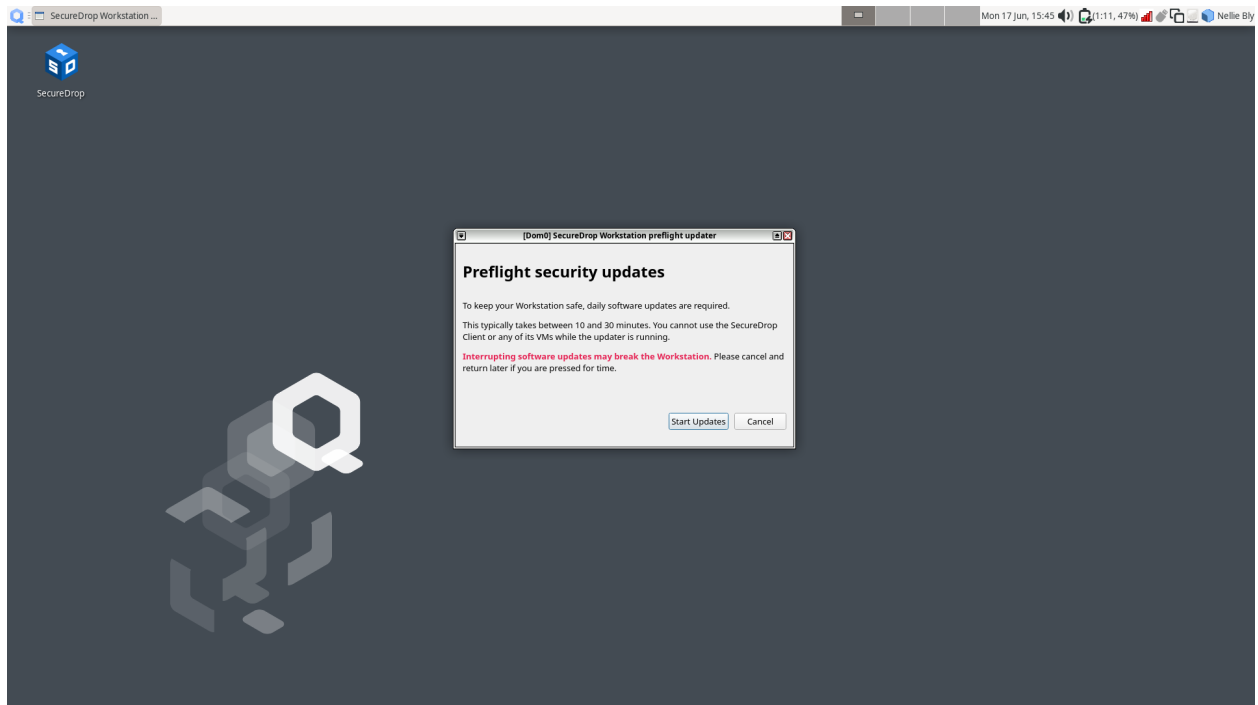 SecureDrop Workstation ...
Mon 17 Jun, 15:45 (1:11, 47%) Nellie Bly
SecureDrop
[Dom0] SecureDrop Workstation preflight updater
Preflight security updates
To keep your Workstation safe, daily software updates are required.
This typically takes between 10 and 30 minutes. You cannot use the SecureDrop
Client or any of its VMs while the updater is running.
Interrupting software updates may break the Workstation. Please cancel and
return later if you are pressed for time.
Start Updates Cancel